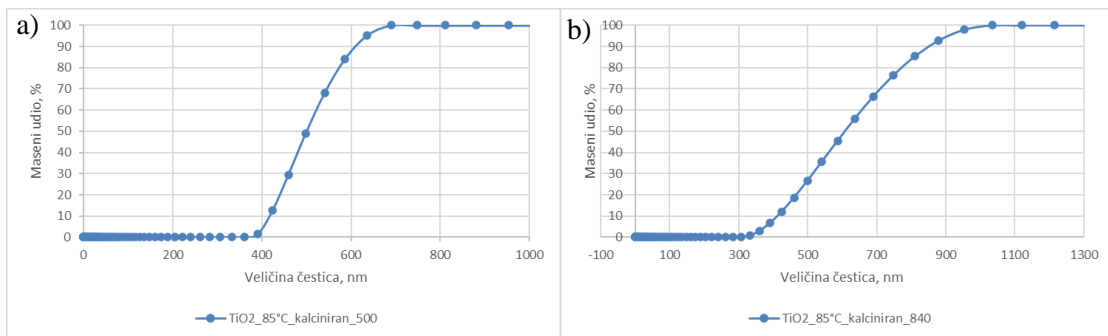 a)
100
90
80
70
60
50
40
30
20
10
0
Maseni udio, %
0 200 400 600 800 1000
Veličina čestica, nm
TiO2_85°C_kalciniran_500
b)
100
90
80
70
60
50
40
30
20
10
0
Maseni udio, %
-100 100 300 500 700 900 1100 1300
Veličina čestica, nm
TiO2_85°C_kalciniran_840